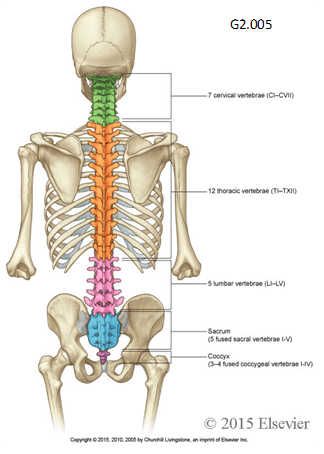 G2.005
7 cervical vertebrae (CI–CVII)
12 thoracic vertebrae (TI–TXII)
5 lumbar vertebrae (LI–LV)
Sacrum
(5 fused sacral vertebrae I-V)
Coccyx
(3–4 fused coccygeal vertebrae I-IV)
© 2015 Elsevier
Copyright © 2015, 2010, 2005 by Churchill Livingstone, an imprint of Elsevier Inc.